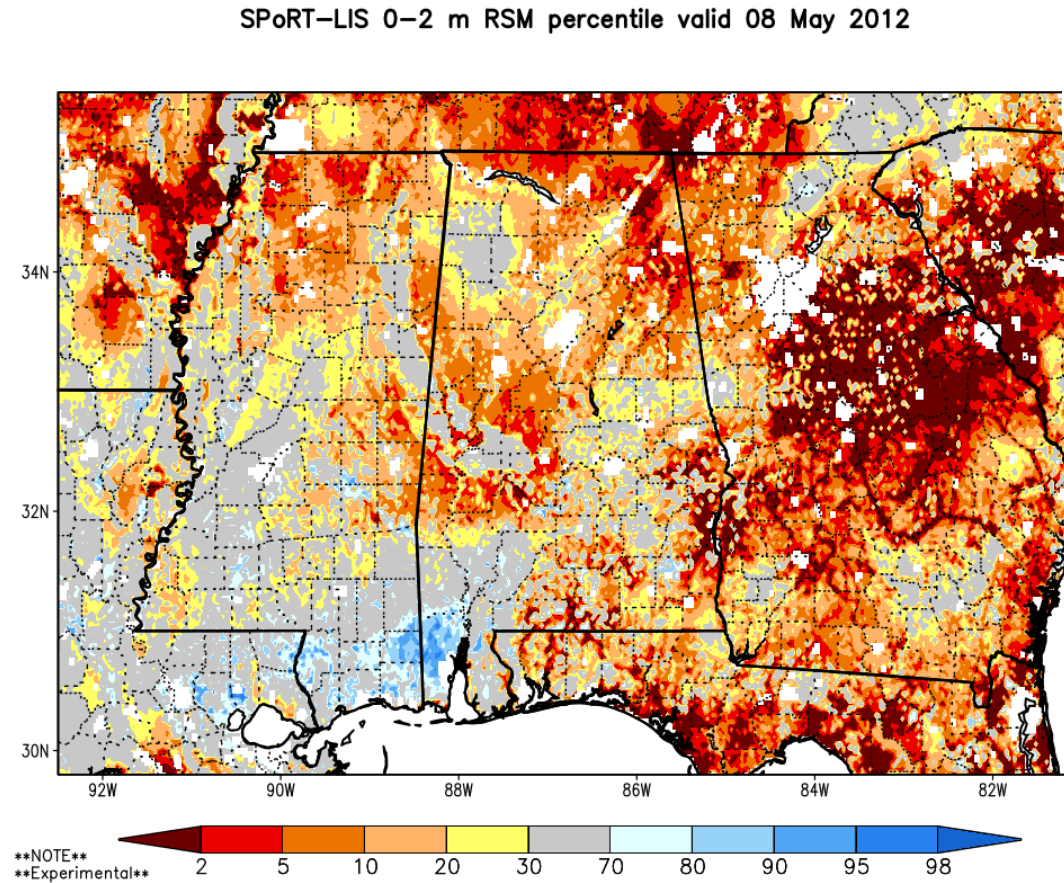 SPoRT-LIS 0-2 m RSM percentile valid 08 May 2012
34N
32N
30N
92W 90W 88W 86W 84W 82W
2 5 10 20 30 70 80 90 95 98
**NOTE**
**Experimental**